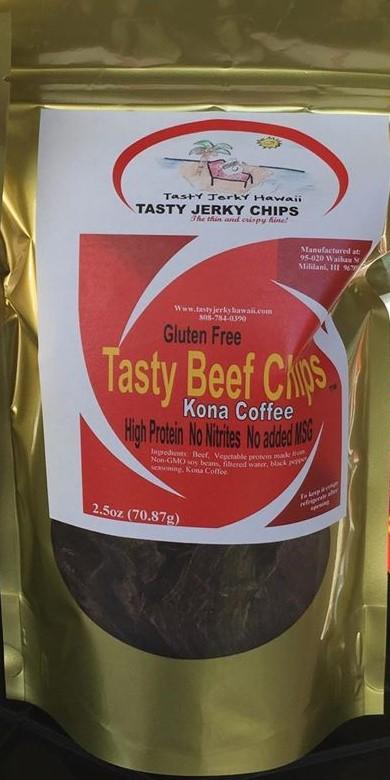 Tasty Jerky Hawaii
TASTY JERKY CHIPS
The thin and crispy kine!
Manufactured at:
95-020 Waihau St
Mililani, HI
Www.tastyjerkyhawaii.com
808-784-0390
Gluten Free
Tasty Beef Chips
Kona Coffee
High Protein No Nitrites No added MSG
Ingredients: Beef, Vegetable protein made from
Non-GMO soy beans, filtered water, black pepper
seasoning, Kona Coffee.
2.5oz (70.87g)
To keep it crispy
refrigerate after
opening